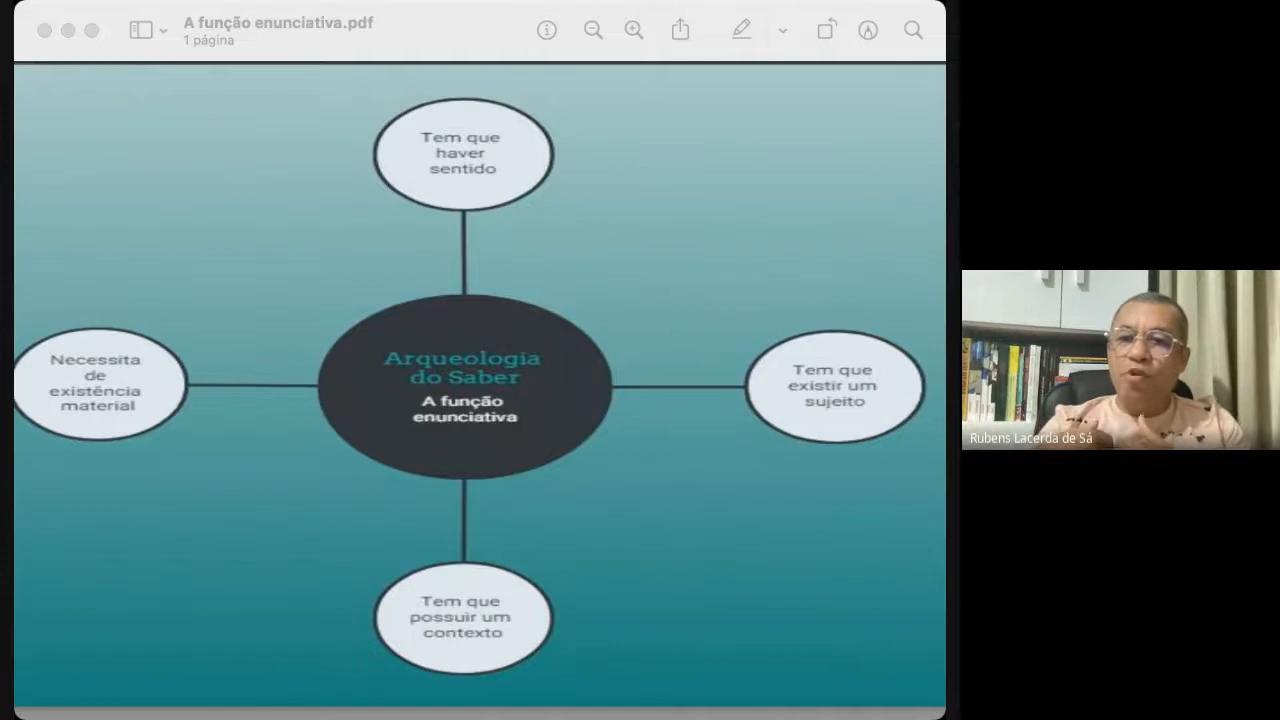 A função enunciativa.pdf
1 página
Tem que
haver
sentido
Necessita
de
existência
material
Arqueologia
do Saber
A função
enunciativa
Tem que
existir um
sujeito
Tem que
possuir um
contexto
Rubens Lacerda de Sá